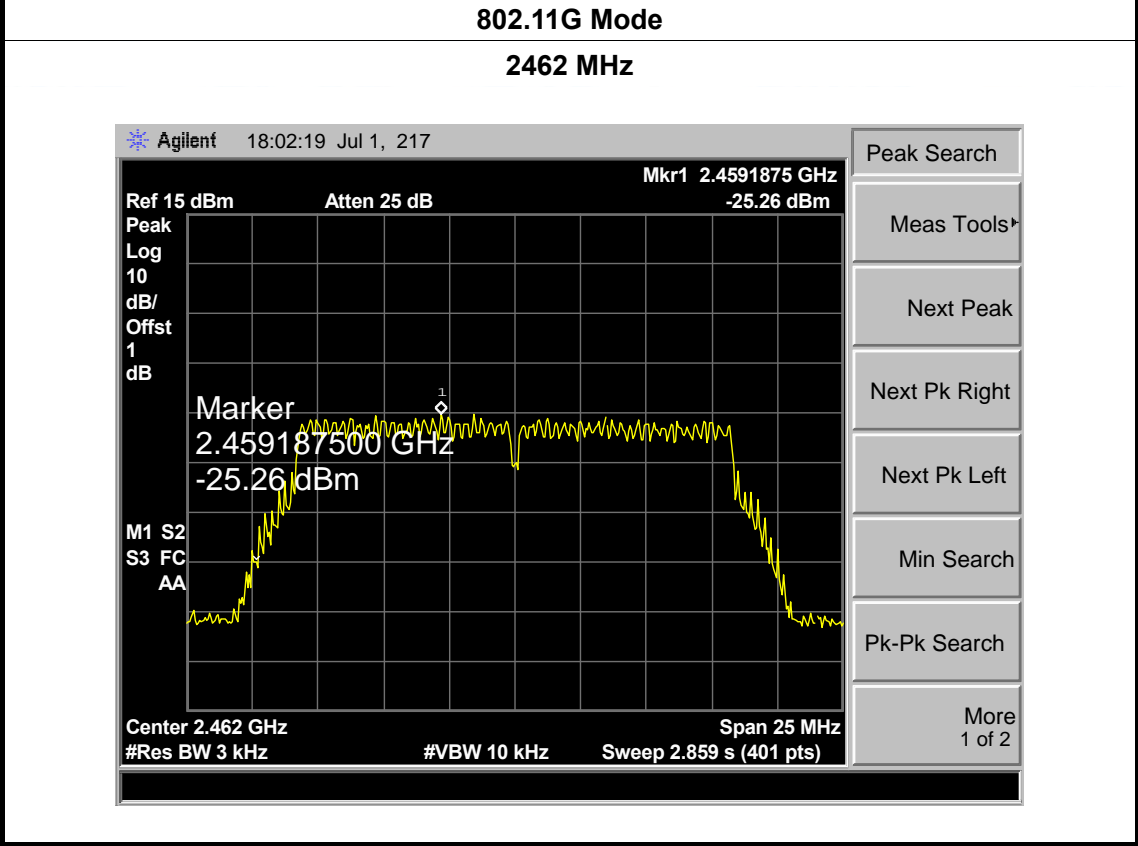 802.11G Mode
2462 MHz
Agilent 18:02:19 Jul 1, 217
Peak Search
Mkr1 2.4591875 GHz
Ref 15 dBm Atten 25 dB -25.26 dBm
Peak
Log
10
dB/
Offst
1
dB
1
Marker
2.459187500 GHz
-25.26 dBm
M1 S2
S3 FC
AA
Center 2.462 GHz Span 25 MHz
#Res BW 3 kHz #VBW 10 kHz Sweep 2.859 s (401 pts)
Meas Tools
Next Peak
Next Pk Right
Next Pk Left
Min Search
Pk-Pk Search
More
1 of 2